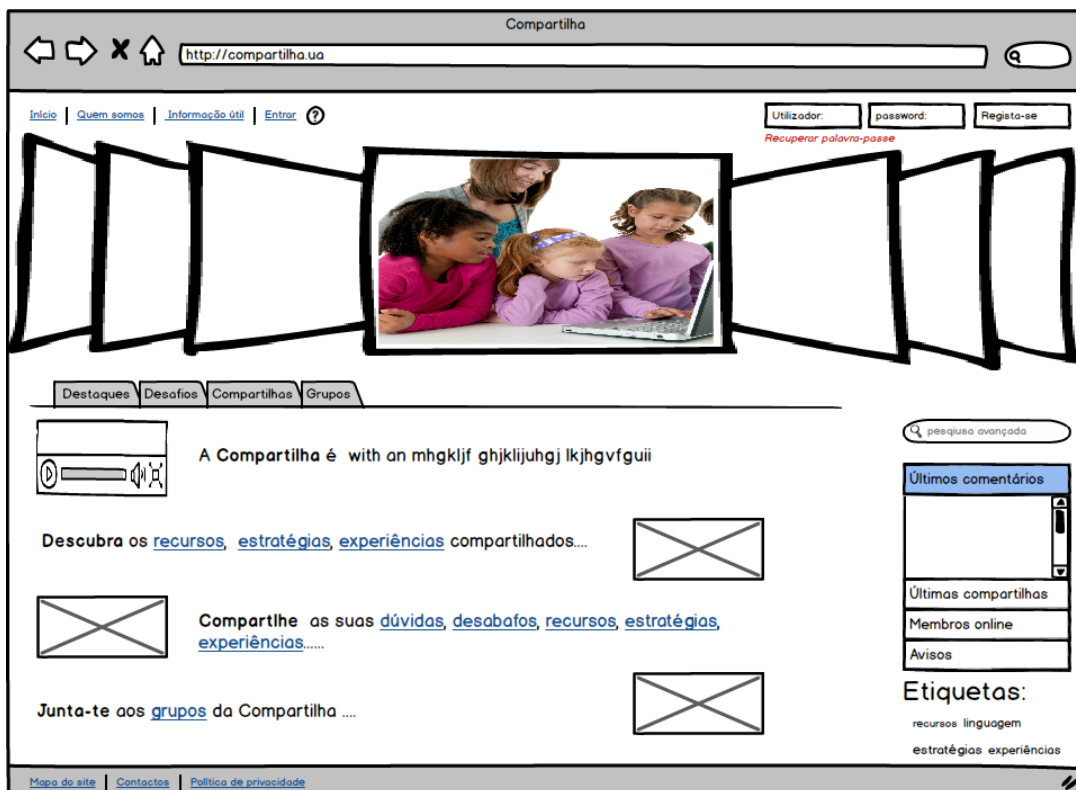 Compartilha
http://compartilha.ua
Início Quem somos Informação útil Entrar ?
Utilizador: password: Regista-se
Recuperar palavra-passe
Destaques Desafios Compartilhas Grupos
A Compartilha é with an mhgkljf ghjklijuhgj lkjhgvfguii
Descubra os recursos, estratégias, experiências compartilhados....
Compartlhe as suas dúvidas, desabafos, recursos, estratégias,
experiências......
Junta-te aos grupos da Compartilha ....
pesqiusa avançada
Últimos comentários
Últimas compartilhas
Membros online
Avisos
Etiquetas:
recursos linguagem
estratégias experiências
Mapa do site Contactos Política de privacidade